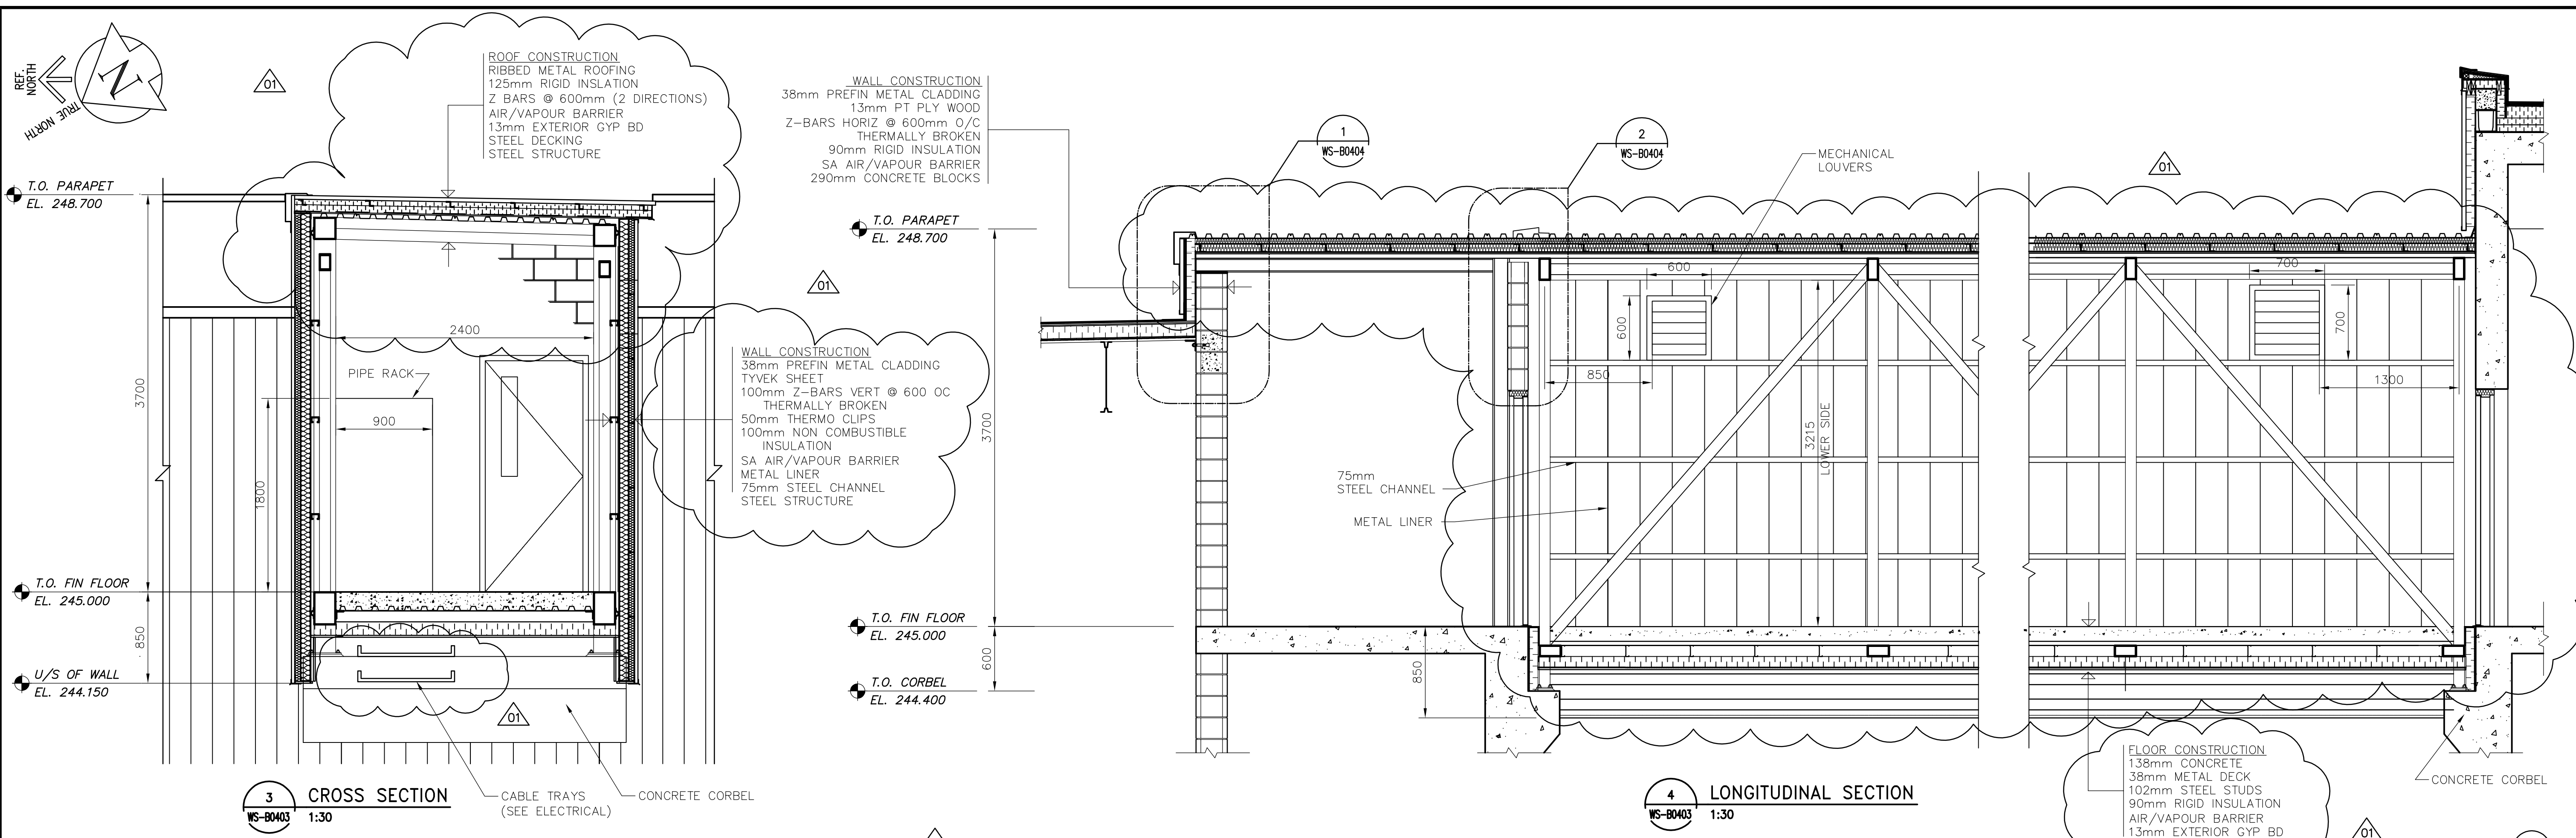 REF.
NORTH
TRUE NORTH
N
01
ROOF CONSTRUCTION
RIBBED METAL ROOFING
125mm RIGID INSLATION
Z BARS @ 600mm (2 DIRECTIONS)
AIR/VAPOUR BARRIER
13mm EXTERIOR GYP BD
STEEL DECKING
STEEL STRUCTURE
T.O. PARAPET
EL. 248.700
3700
2400
PIPE RACK
900
1800
T.O. FIN FLOOR
EL. 245.000
850
U/S OF WALL
EL. 244.150
01
WALL CONSTRUCTION
38mm PREFIN METAL CLADDING
TYVEK SHEET
100mm Z-BARS VERT @ 600 OC
THERMALLY BROKEN
50mm THERMO CLIPS
100mm NON COMBUSTIBLE
INSULATION
SA AIR/VAPOUR BARRIER
METAL LINER
75mm STEEL CHANNEL
STEEL STRUCTURE
01
3
WS-B0403
CROSS SECTION
1:30
CABLE TRAYS
(SEE ELECTRICAL)
CONCRETE CORBEL
WALL CONSTRUCTION
38mm PREFIN METAL CLADDING
13mm PT PLY WOOD
Z-BARS HORIZ @ 600mm O/C
THERMALLY BROKEN
90mm RIGID INSULATION
SA AIR/VAPOUR BARRIER
290mm CONCRETE BLOCKS
1
WS-B0404
2
WS-B0404
MECHANICAL
LOUVERS
01
T.O. PARAPET
EL. 248.700
3700
600
600
850
700
700
1300
3215
LOWER SIDE
75mm
STEEL CHANNEL
METAL LINER
T.O. FIN FLOOR
EL. 245.000
600
850
T.O. CORBEL
EL. 244.400
4
WS-B0403
LONGITUDINAL SECTION
1:30
FLOOR CONSTRUCTION
138mm CONCRETE
38mm METAL DECK
102mm STEEL STUDS
90mm RIGID INSULATION
AIR/VAPOUR BARRIER
13mm EXTERIOR GYP BD
CONCRETE CORBEL
01